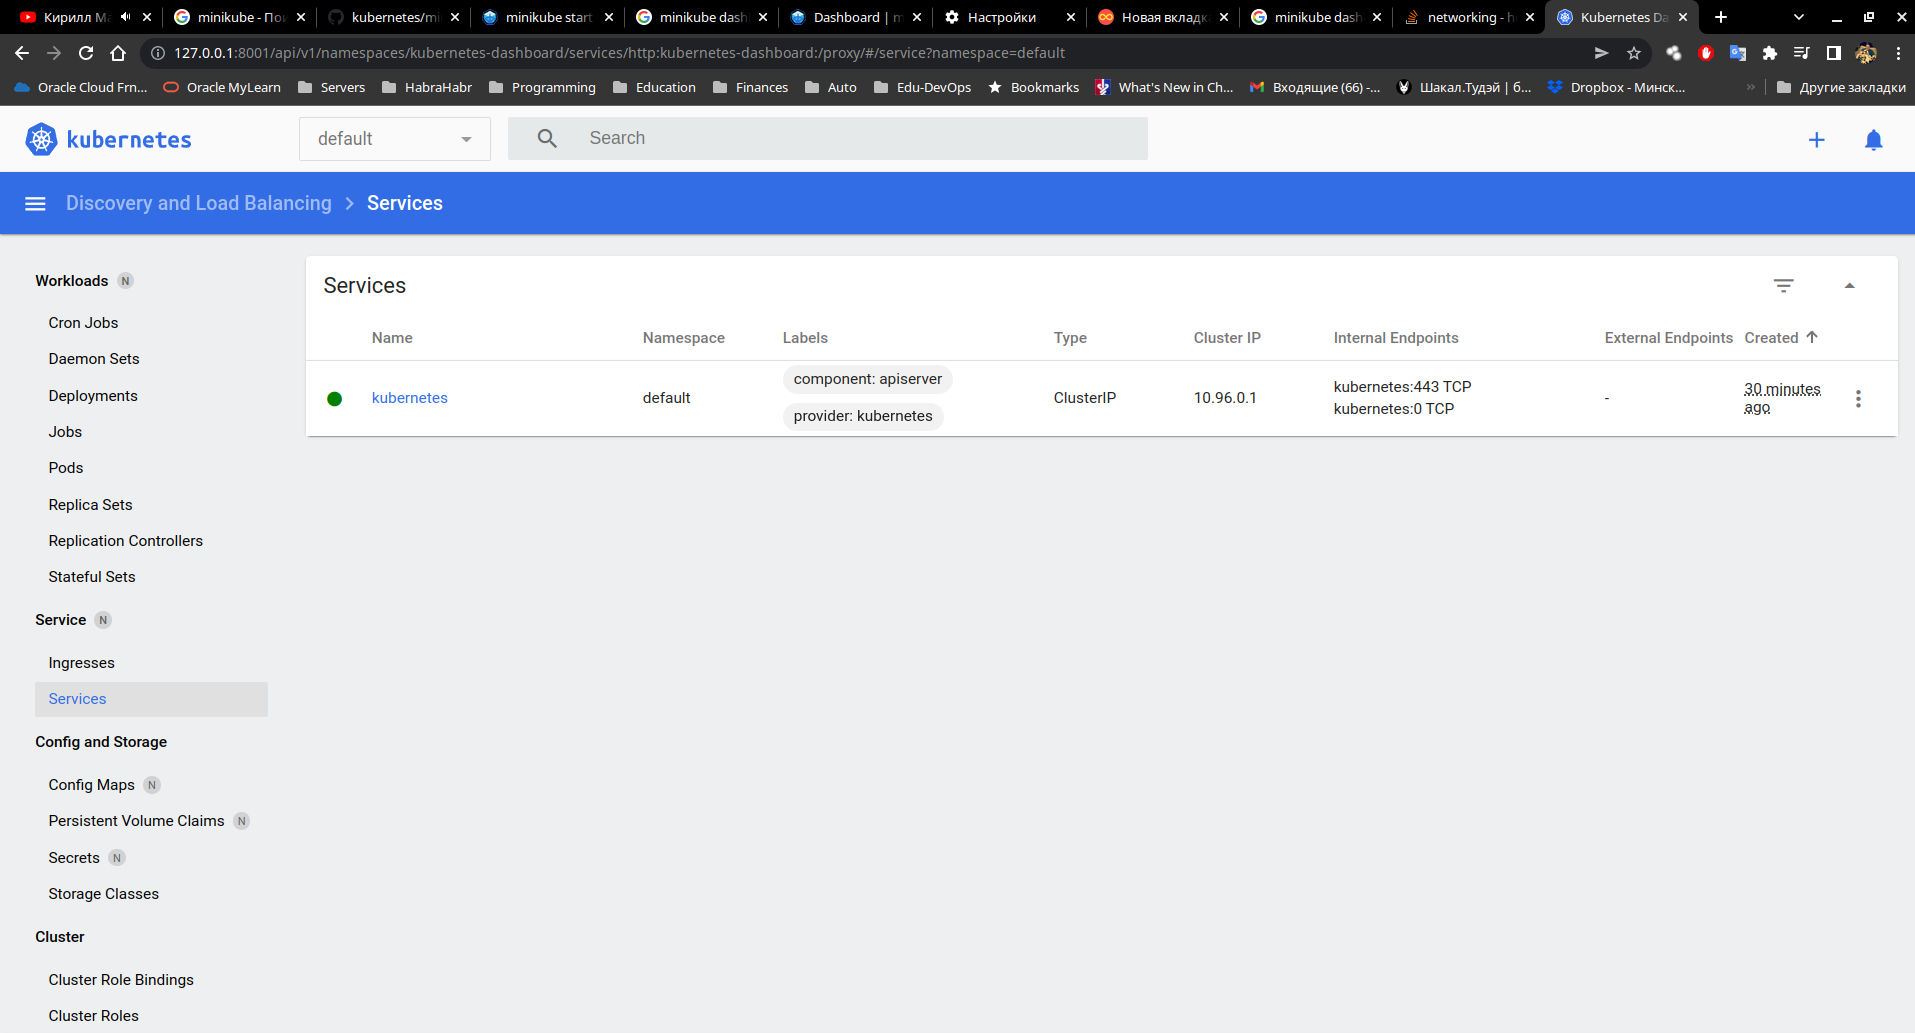 Кирилл Ма
minikube - Пои
kubernetes/mi
minikube start
minikube dash
Dashboard | m
Настройки
Новая вкладка
minikube dash
networking - h
Kubernetes Da
127.0.0.1:8001/api/v1/namespaces/kubernetes-dashboard/services/http:kubernetes-dashboard:/proxy/#/service?namespace=default
Oracle Cloud Frn...
Oracle MyLearn
Servers
HabraHabr
Programming
Education
Finances
Auto
Edu-DevOps
Bookmarks
What's New in Ch...
Входящие (66) -...
Шакал.Тудэй | б...
Dropbox - Минск...
»
Другие закладки
kubernetes
default
Search
Discovery and Load Balancing
Services
Workloads N
Cron Jobs
Daemon Sets
Deployments
Jobs
Pods
Replica Sets
Replication Controllers
Stateful Sets
Service N
Ingresses
Services
Config and Storage
Config Maps N
Persistent Volume Claims N
Secrets N
Storage Classes
Cluster
Cluster Role Bindings
Cluster Roles
Services
Name
Namespace
Labels
Type
Cluster IP
Internal Endpoints
External Endpoints
Created
kubernetes
default
component: apiserver
provider: kubernetes
ClusterIP
10.96.0.1
kubernetes:443 TCP
kubernetes:0 TCP
-
30 minutes
ago